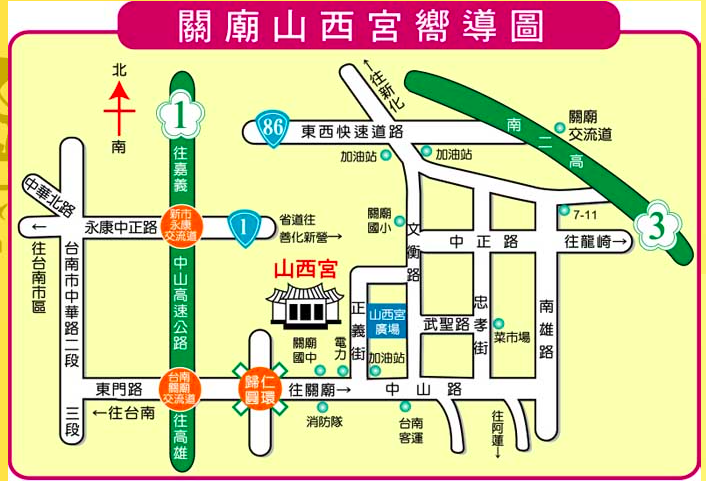 關廟山西宮嚮導圖
北
南
1
往嘉義
中山高速公路
往高雄
86
東西快速道路
←往新化
加油站
加油站
南二高
關廟
交流道
3
7-11
中華北路
←
永康中正路
新市
永康
交流道
1
省道往
善化新營→
往台南市區
台南市中華路二段
三段
關廟
國小
文衡路
中正路
往龍崎→
山西宮
正義街
山西宮
廣場
武聖路
忠孝街
菜市場
南雄路
關廟
國中
電力
加油站
東門路
台南
關廟
交流道
歸仁
圓環
往關廟→
中山路
←往台南
消防隊
台南
客運
往阿蓮→